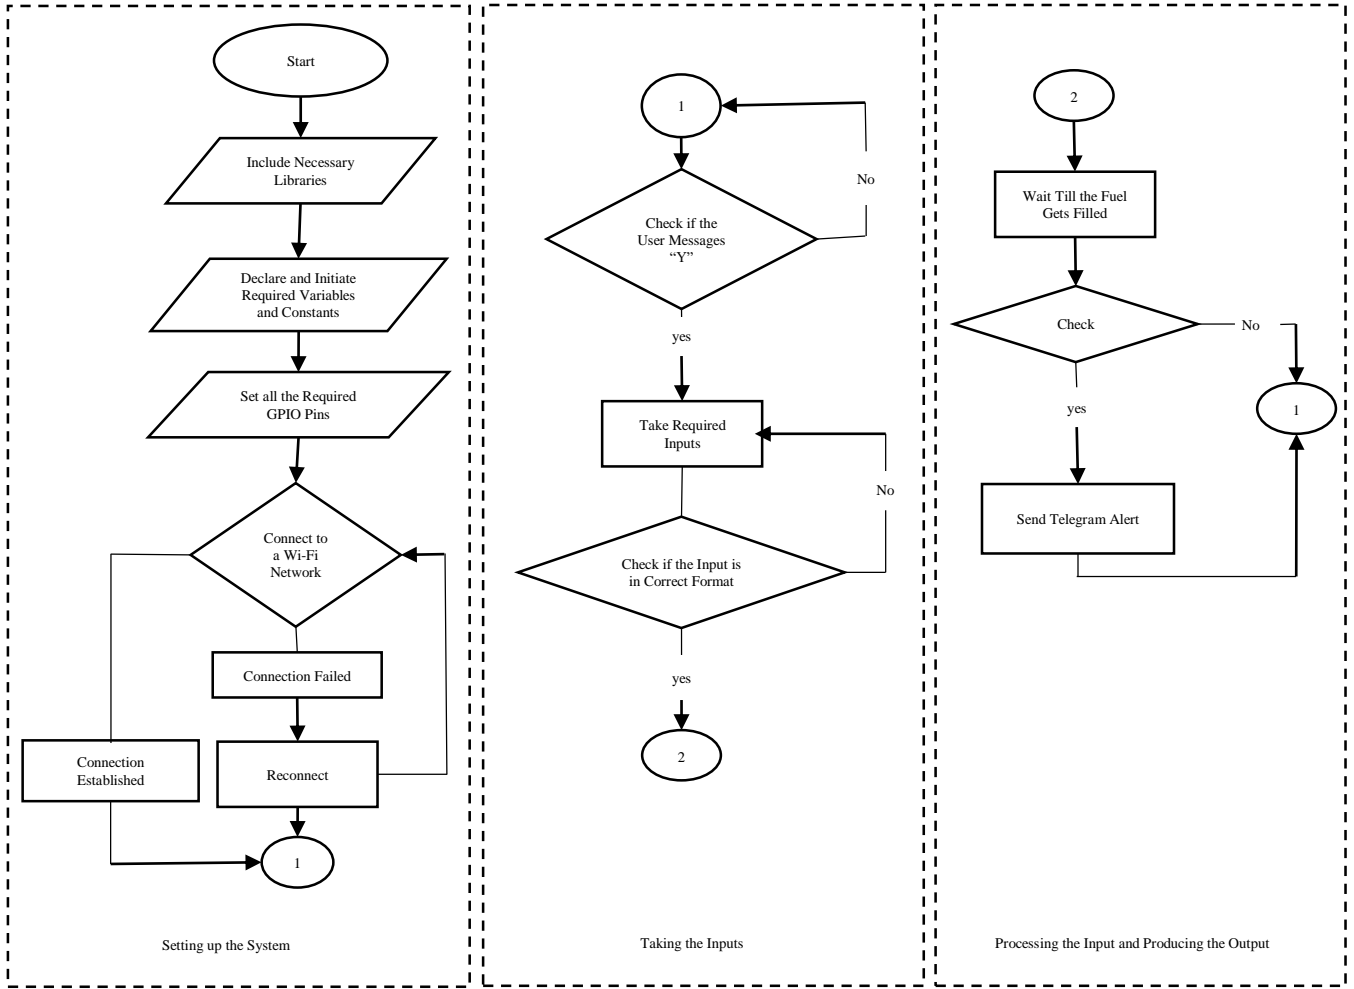 Start
Include Necessary
Libraries
Declare and Initiate
Required Variables
and Constants
Set all the Required
GPIO Pins
Connect to
a Wi-Fi
Network
Connection Failed
Connection
Established
Reconnect
1
Setting up the System
1
No
Check if the
User Messages
“Y”
yes
Take Required
Inputs
No
Check if the Input is
in Correct Format
yes
2
Taking the Inputs
2
Wait Till the Fuel
Gets Filled
Check
No
yes
1
Send Telegram Alert
Processing the Input and Producing the Output